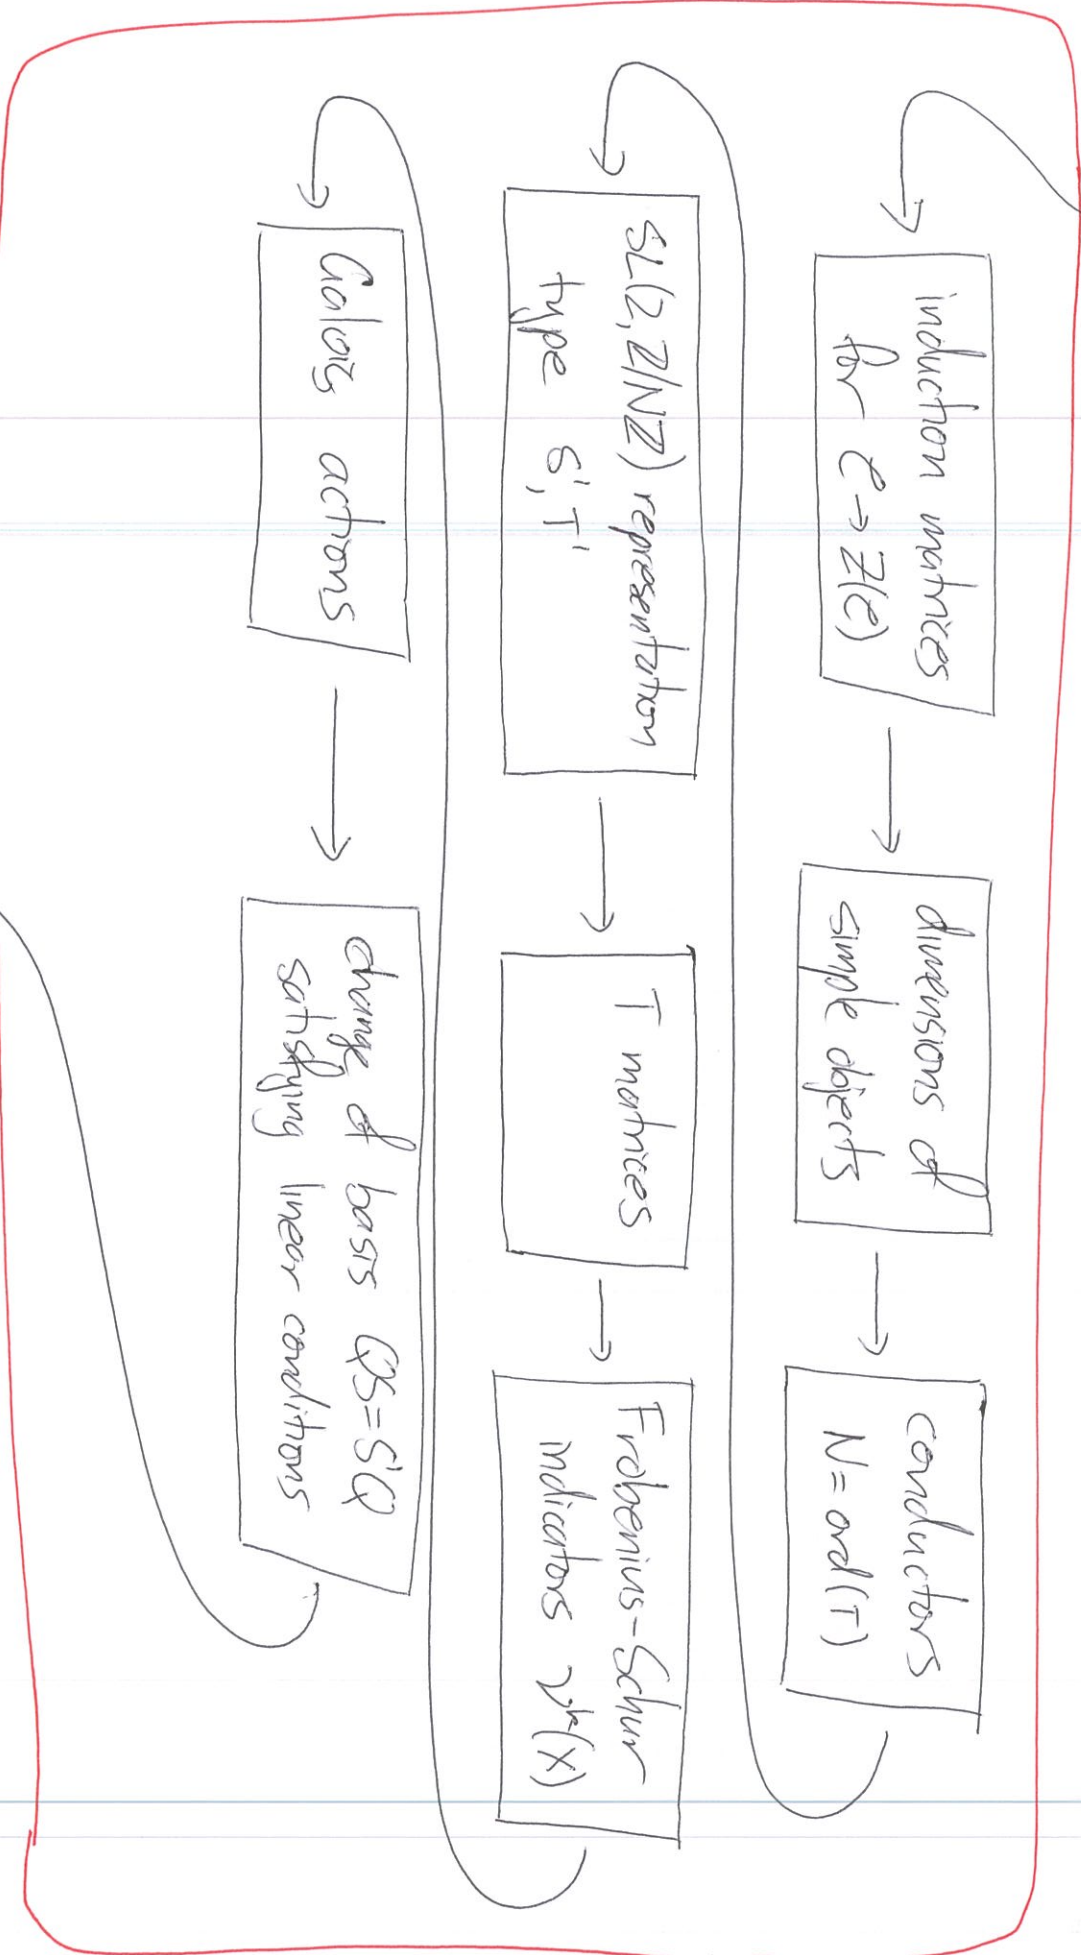 induction matrices
for C → Z(C)
dimensions of
simple objects
conductors
N = ord(T)
SL(2, Z/NZ) representation
type S', T'
T matrices
Frobenius-Schur
indicators νᵏ(X)
Galois actions
change of basis QS = S'Q
satisfying linear conditions